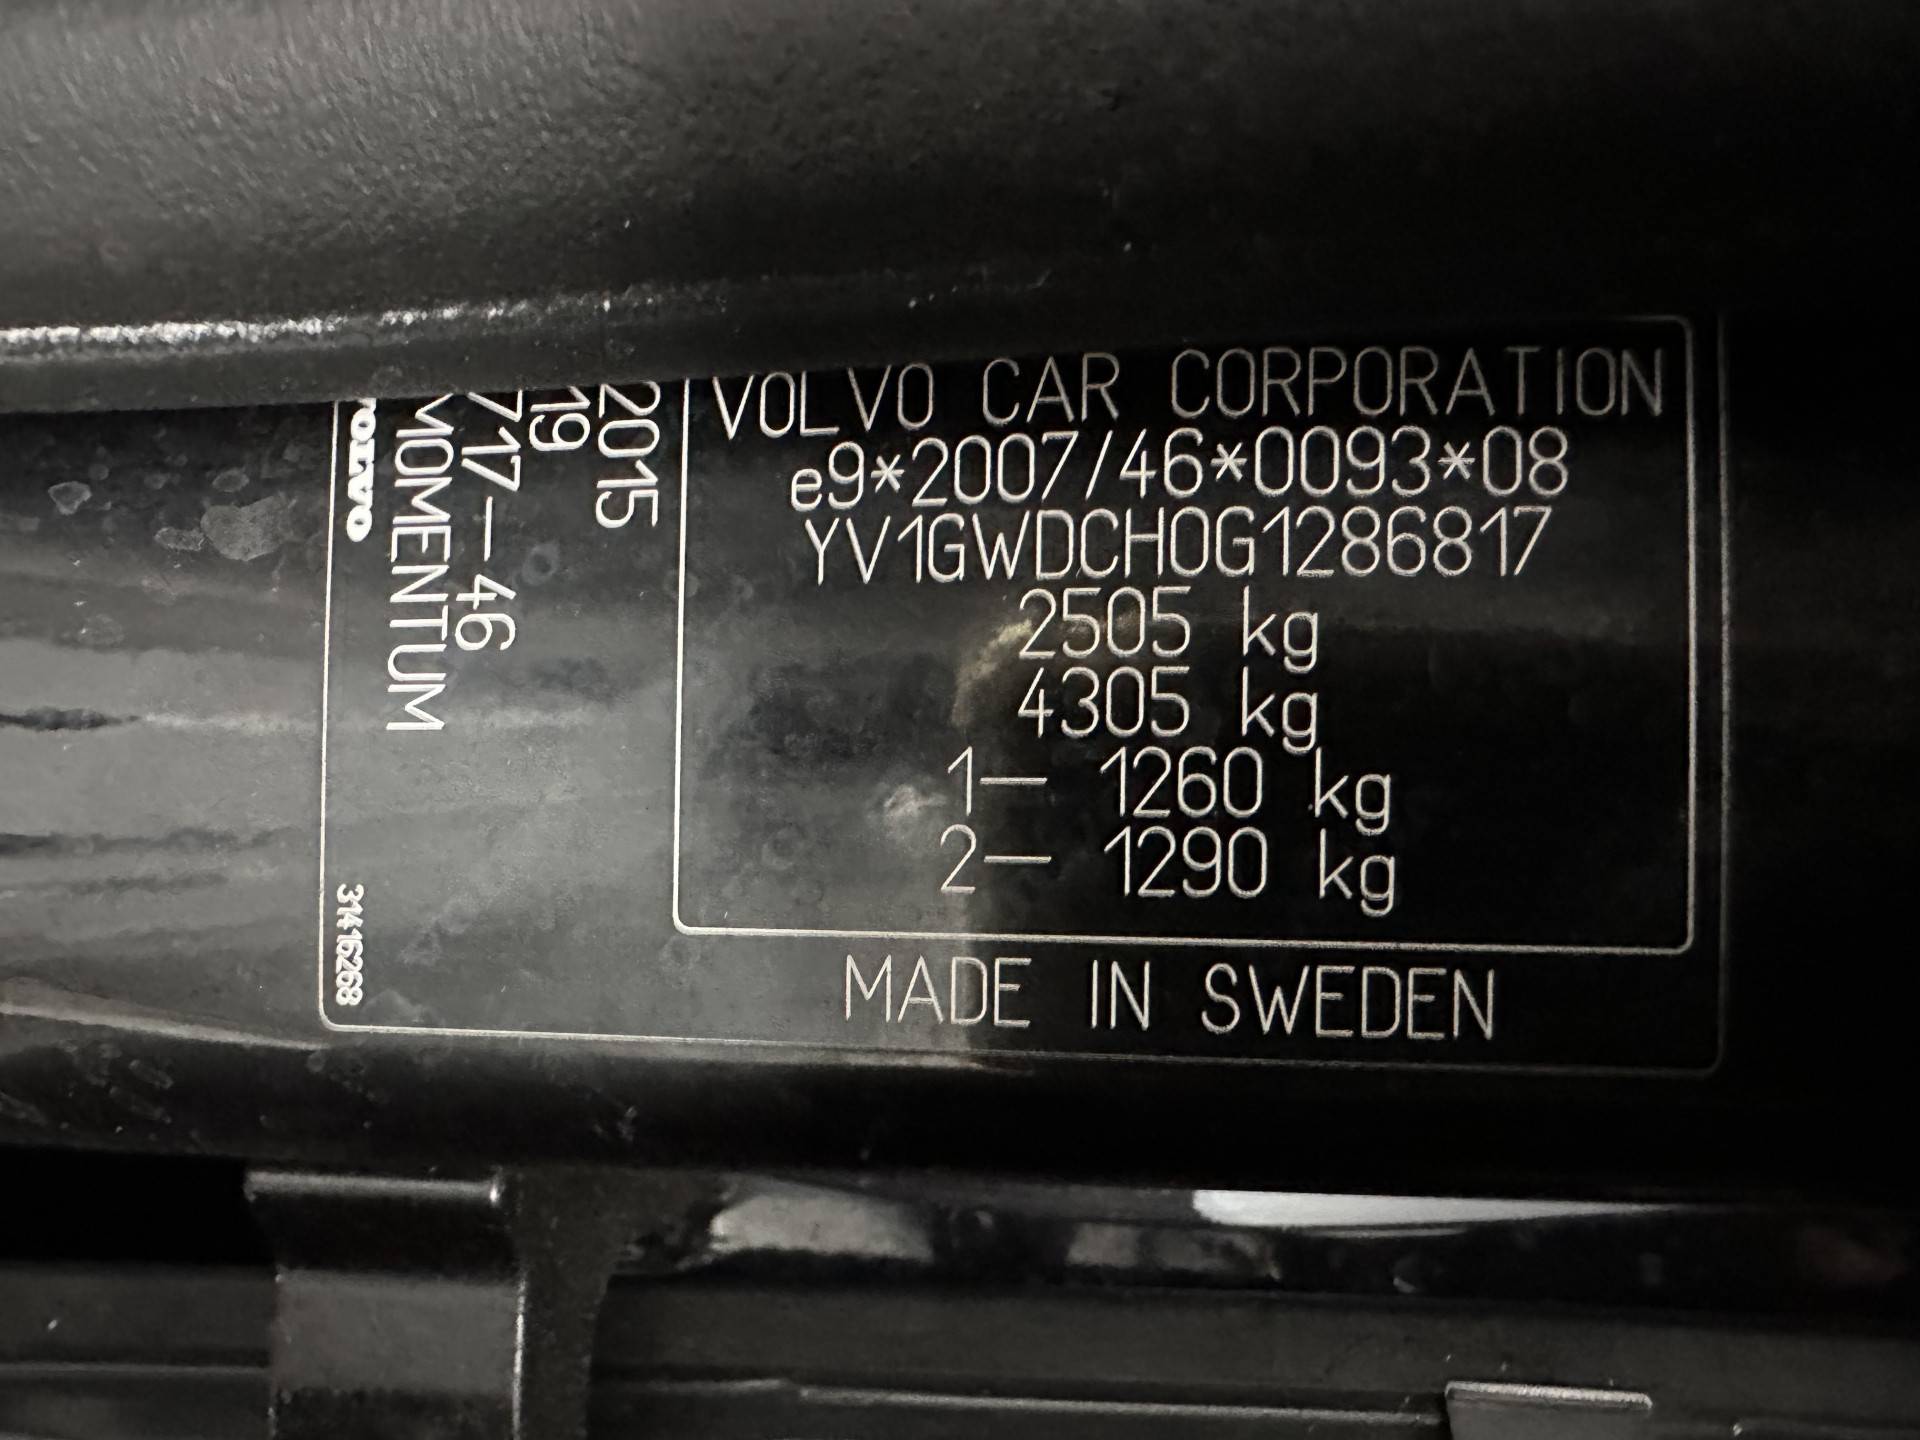 VOLVO CAR CORPORATION
e9*2007/46*0093*08
YV1GWDCH0G1286817
2505 kg
4305 kg
1— 1260 kg
2— 1290 kg
MADE IN SWEDEN
2015
19
717-46
MOMENTUM
VOLVO
31416268